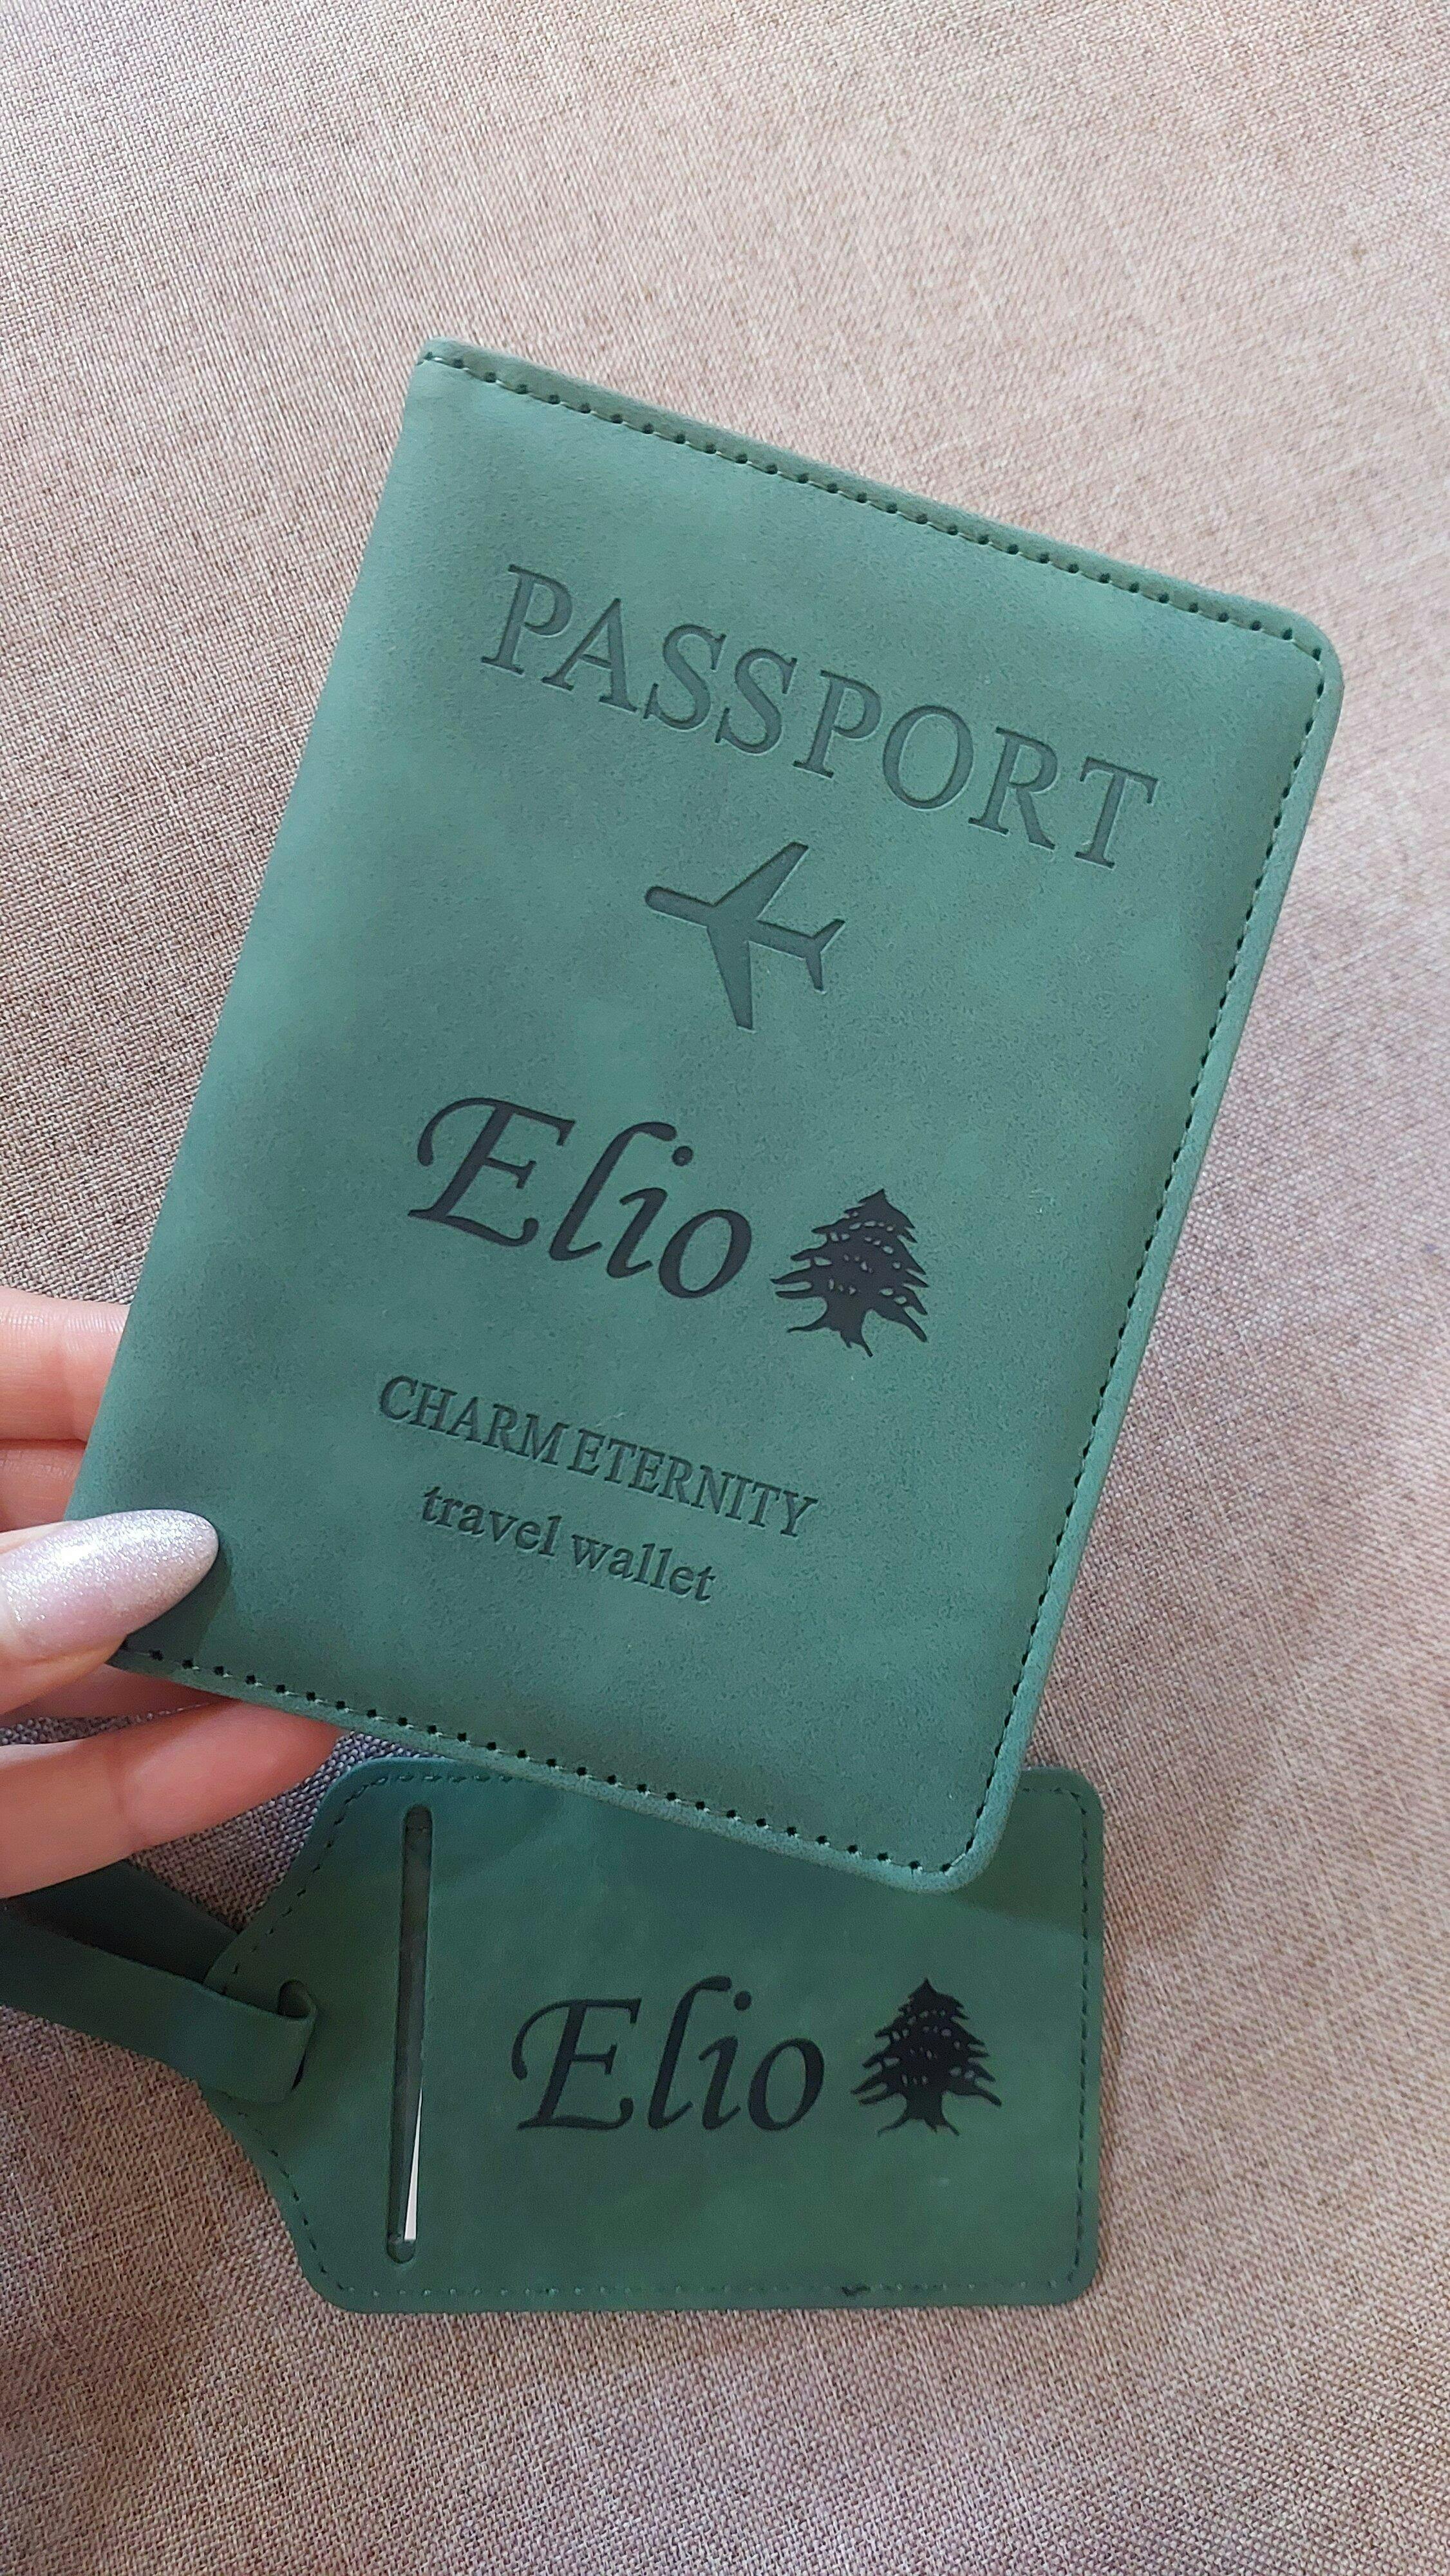 PASSPORT
Elio
CHARM ETERNITY
travel wallet
Elio